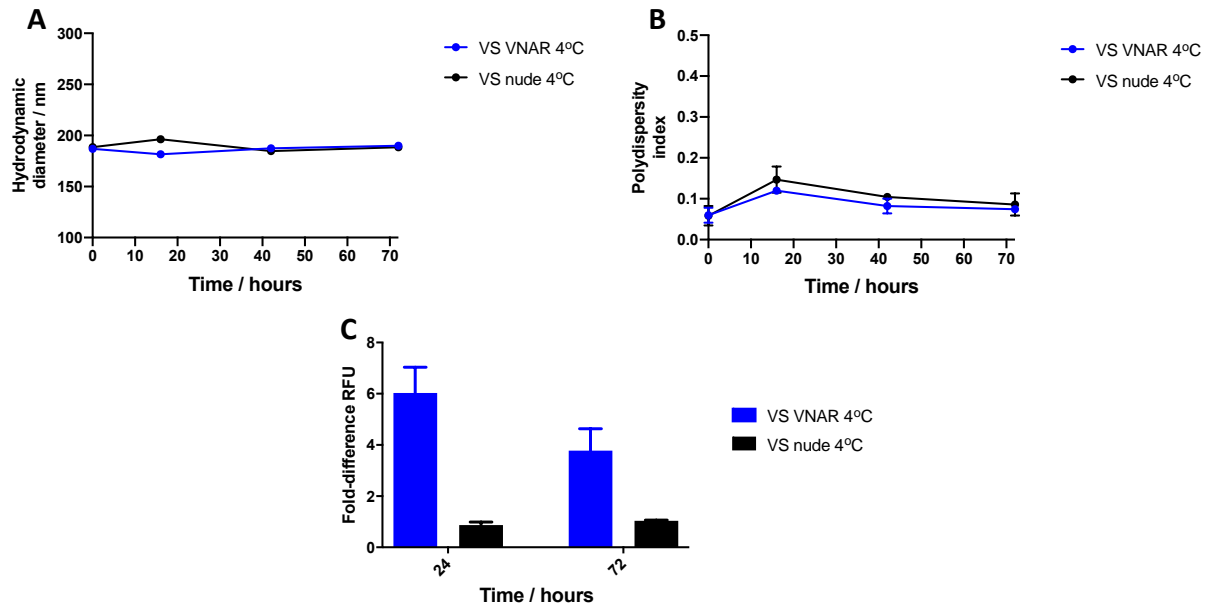 A
300
250
200
150
100
Hydrodynamic
diameter / nm
0 10 20 30 40 50 60 70
Time / hours
VS VNAR 4ºC
VS nude 4ºC
B
0.5
0.4
0.3
0.2
0.1
0.0
Polydispersity
index
0 10 20 30 40 50 60 70
Time / hours
VS VNAR 4ºC
VS nude 4ºC
C
8
6
4
2
0
Fold-difference RFU
24 72
Time / hours
VS VNAR 4ºC
VS nude 4ºC